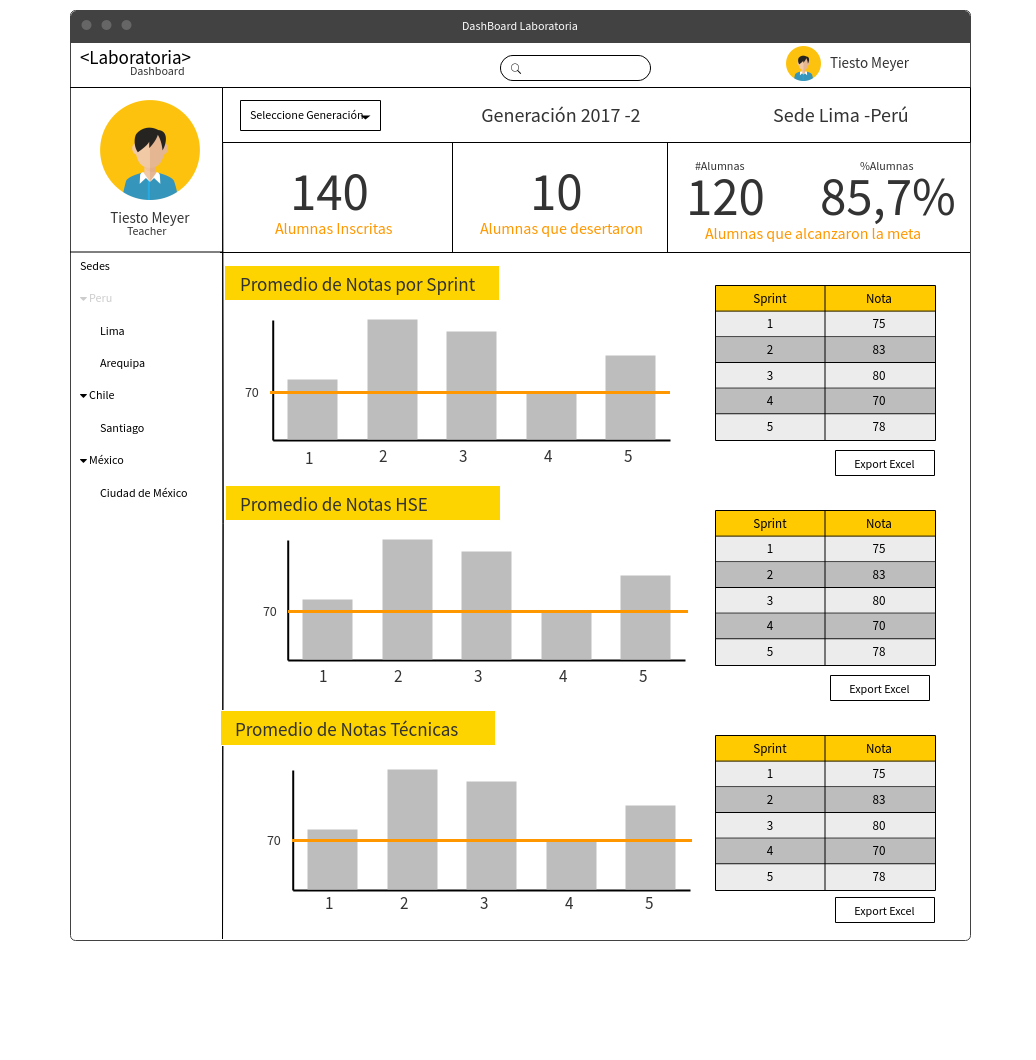 DashBoard Laboratoria
<Laboratoria>
Dashboard
Tiesto Meyer
Tiesto Meyer
Teacher
Seleccione Generación
Generación 2017 -2
Sede Lima -Perú
140
Alumnas Inscritas
10
Alumnas que desertaron
#Alumnas %Alumnas
120 85,7%
Alumnas que alcanzaron la meta
Sedes
Peru
Lima
Arequipa
Chile
Santiago
México
Ciudad de México
Promedio de Notas por Sprint
70
1 2 3 4 5
Sprint Nota
1 75
2 83
3 80
4 70
5 78
Export Excel
Promedio de Notas HSE
70
1 2 3 4 5
Sprint Nota
1 75
2 83
3 80
4 70
5 78
Export Excel
Promedio de Notas Técnicas
70
1 2 3 4 5
Sprint Nota
1 75
2 83
3 80
4 70
5 78
Export Excel